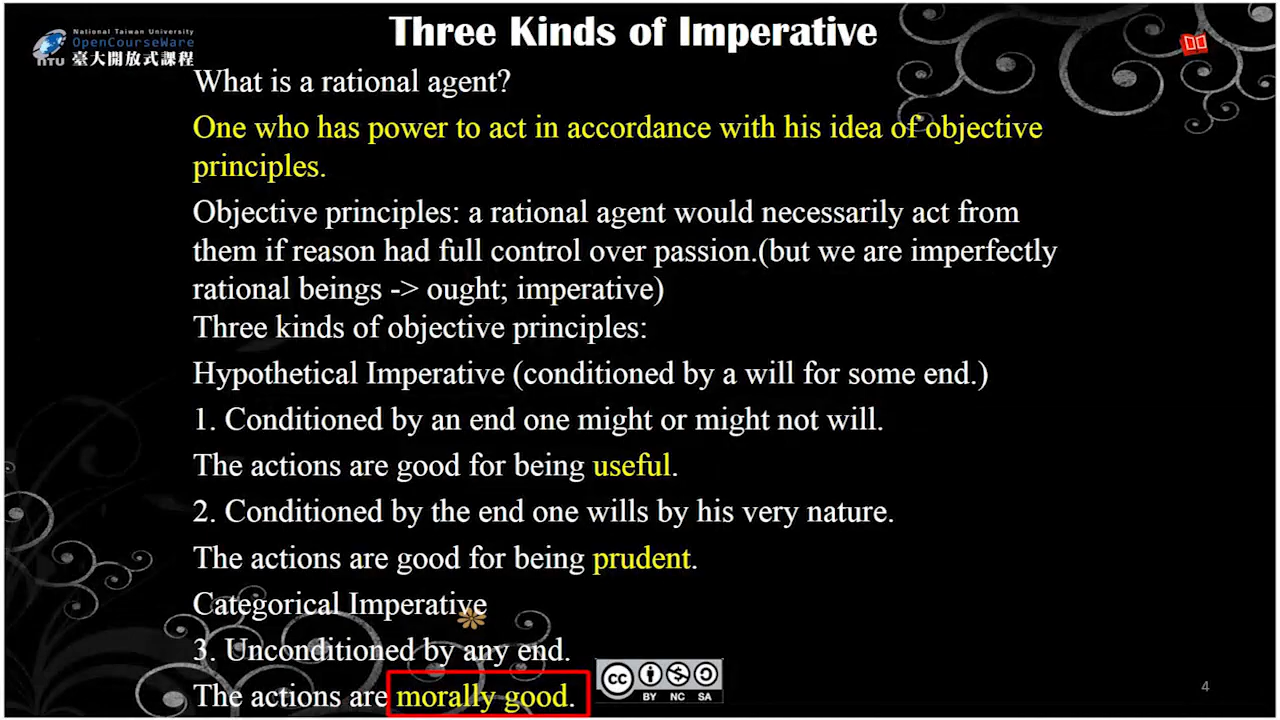 Three Kinds of Imperative
National Taiwan University
OpenCourseWare
NTU 臺大開放式課程
What is a rational agent?
One who has power to act in accordance with his idea of objective
principles.
Objective principles: a rational agent would necessarily act from
them if reason had full control over passion.(but we are imperfectly
rational beings -> ought; imperative)
Three kinds of objective principles:
Hypothetical Imperative (conditioned by a will for some end.)
1. Conditioned by an end one might or might not will.
The actions are good for being useful.
2. Conditioned by the end one wills by his very nature.
The actions are good for being prudent.
Categorical Imperative
3. Unconditioned by any end.
The actions are morally good.
cc
BY NC SA
4